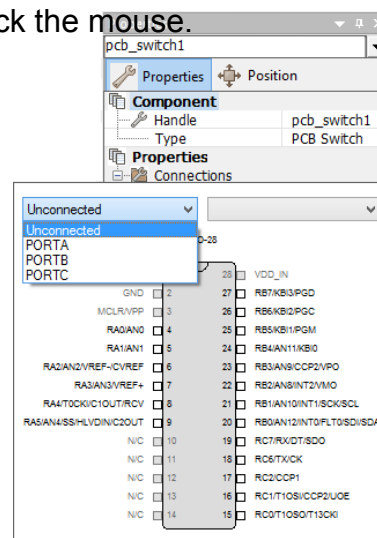 ck the mouse.
pcb_switch1
Properties Position
Component
Handle pcb_switch1
Type PCB Switch
Properties
Connections
Unconnected
Unconnected
PORTA
PORTB
PORTC
D-28
28 VDD_IN
GND 2 27 RB7/KBI3/PGD
MCLR/VPP 3 26 RB6/KBI2/PGC
RA0/AN0 4 25 RB5/KBI1/PGM
RA1/AN1 5 24 RB4/AN11/KBI0
RA2/AN2/VREF-/CVREF 6 23 RB3/AN9/CCP2/VPO
RA3/AN3/VREF+ 7 22 RB2/AN8/INT2/VMO
RA4/T0CKI/C1OUT/RCV 8 21 RB1/AN10/INT1/SCK/SCL
RA5/AN4/SS/HLVDIN/C2OUT 9 20 RB0/AN12/INT0/FLT0/SDI/SDA
N/C 10 19 RC7/RX/DT/SDO
N/C 11 18 RC6/TX/CK
N/C 12 17 RC2/CCP1
N/C 13 16 RC1/T1OSI/CCP2/UOE
N/C 14 15 RC0/T1OSO/T13CKI